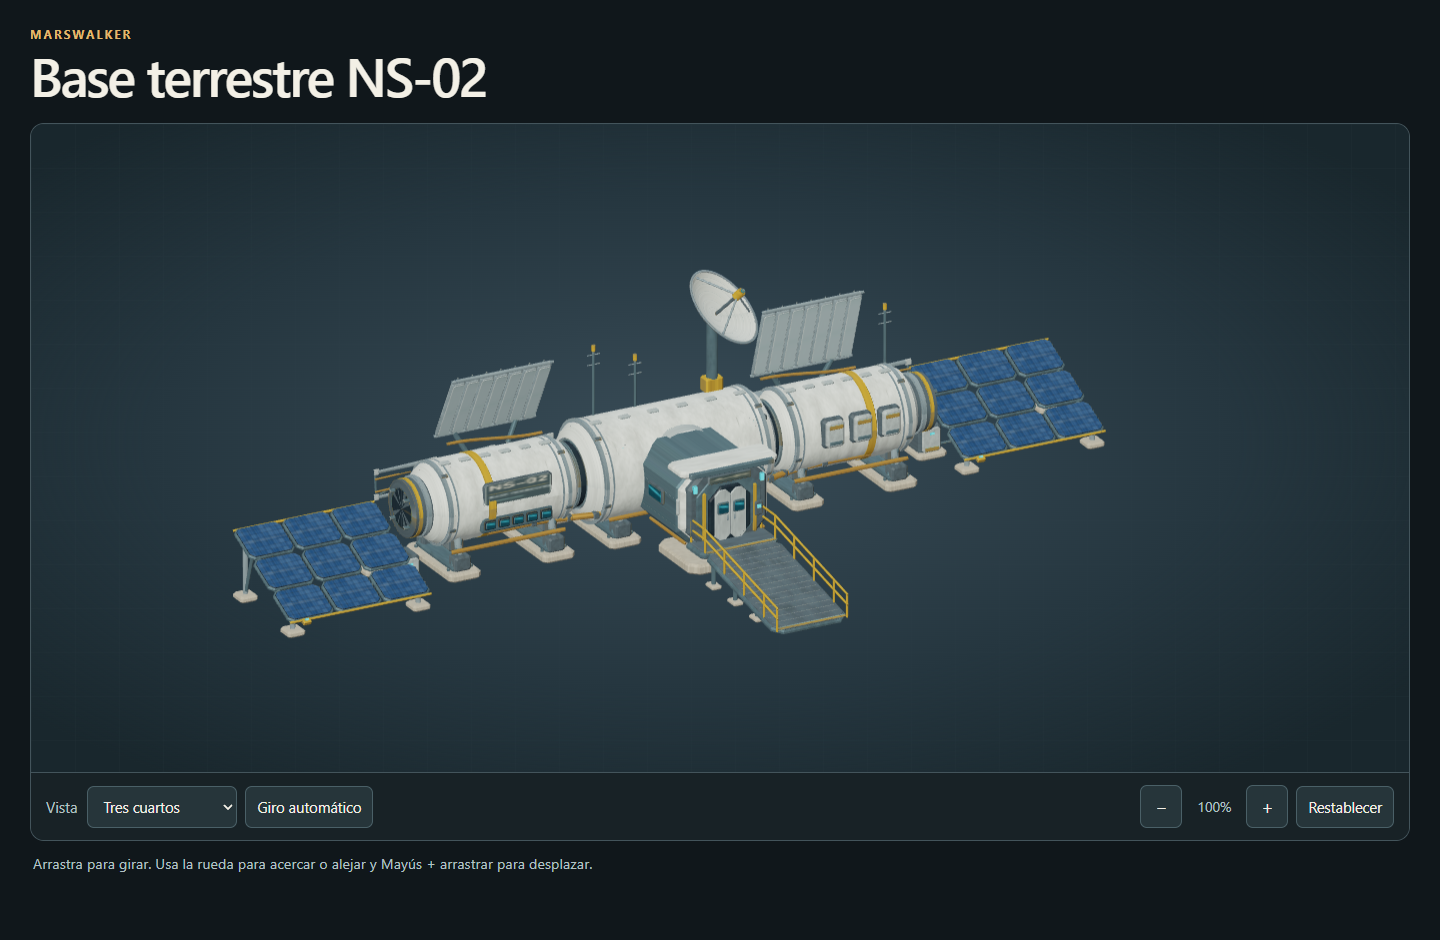 MARSWALKER
Base terrestre NS-02
NS-02
Vista
Tres cuartos
Giro automático
−
100%
+
Restablecer
Arrastra para girar. Usa la rueda para acercar o alejar y Mayús + arrastrar para desplazar.